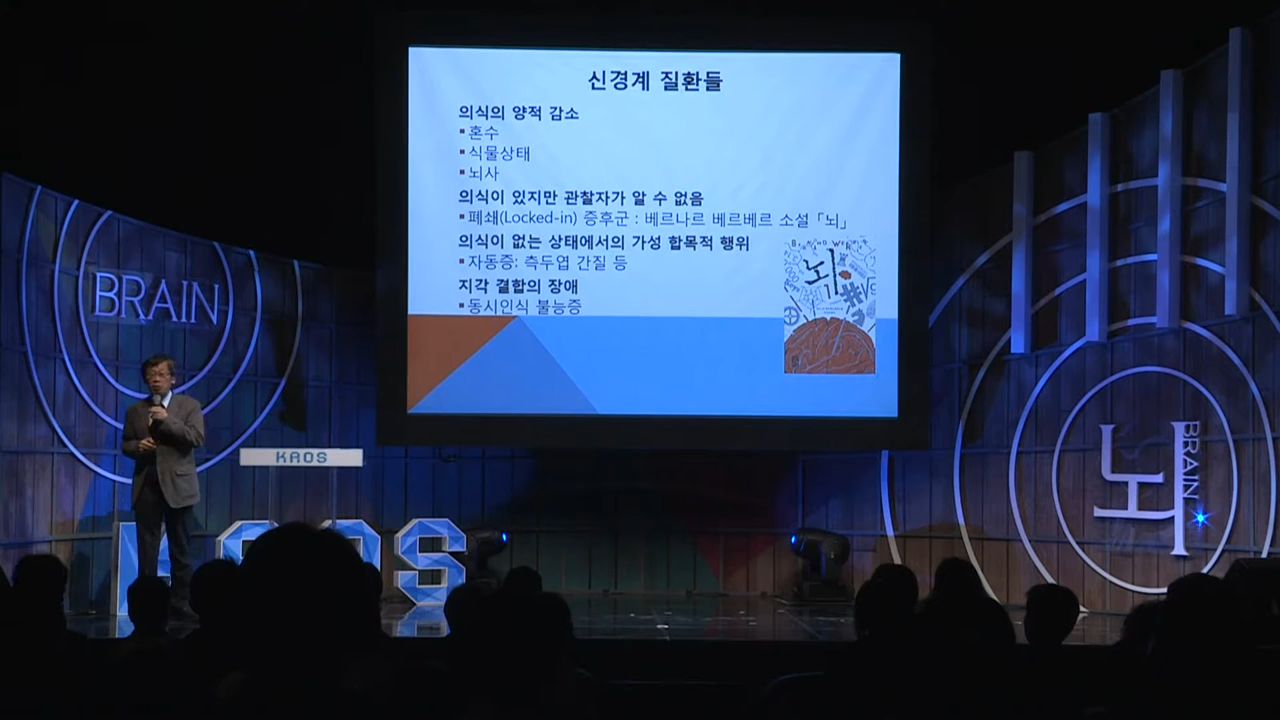 신경계 질환들
의식의 양적 감소
▪혼수
▪식물상태
▪뇌사
의식이 있지만 관찰자가 알 수 없음
▪폐쇄(Locked-in) 증후군 : 베르나르 베르베르 소설「뇌」
의식이 없는 상태에서의 가성 합목적 행위
▪자동증: 측두엽 간질 등
지각 결합의 장애
▪동시인식 불능증
뇌
BRAIN
KAOS
KAOS
뇌
BRAIN